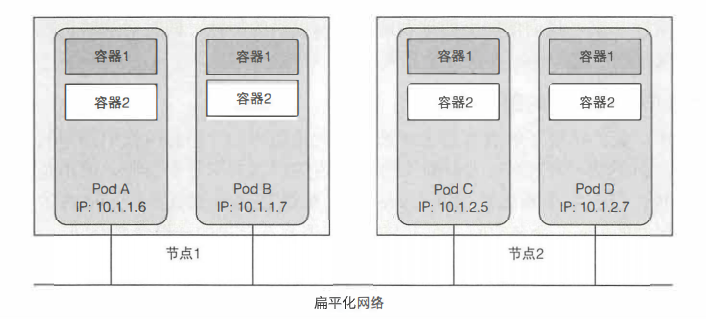 容器1
容器2
Pod A
IP: 10.1.1.6
容器1
容器2
Pod B
IP: 10.1.1.7
节点1
容器1
容器2
Pod C
IP: 10.1.2.5
容器1
容器2
Pod D
IP: 10.1.2.7
节点2
扁平化网络